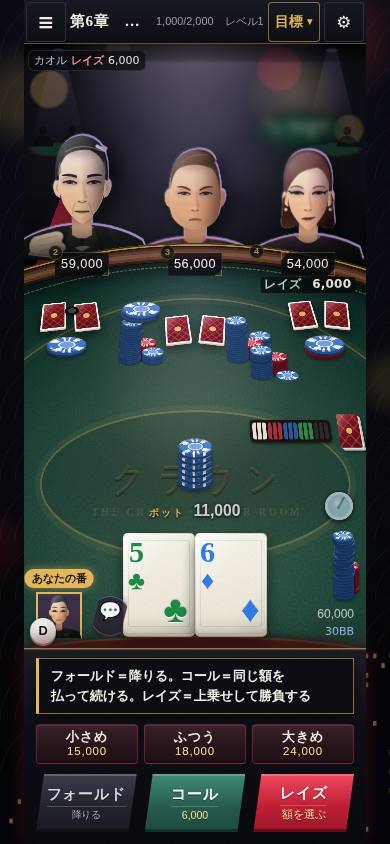 第6章 … 1,000/2,000 レベル1 目標 ▾
カオル レイズ 6,000
2 3 4
59,000 56,000 54,000
レイズ 6,000
クラウン
ポット 11,000
5 6
あなたの番
D
60,000
30BB
フォールド＝降りる。コール＝同じ額を
払って続ける。レイズ＝上乗せして勝負する
小さめ ふつう 大きめ
15,000 18,000 24,000
フォールド コール レイズ
降りる 6,000 額を選ぶ